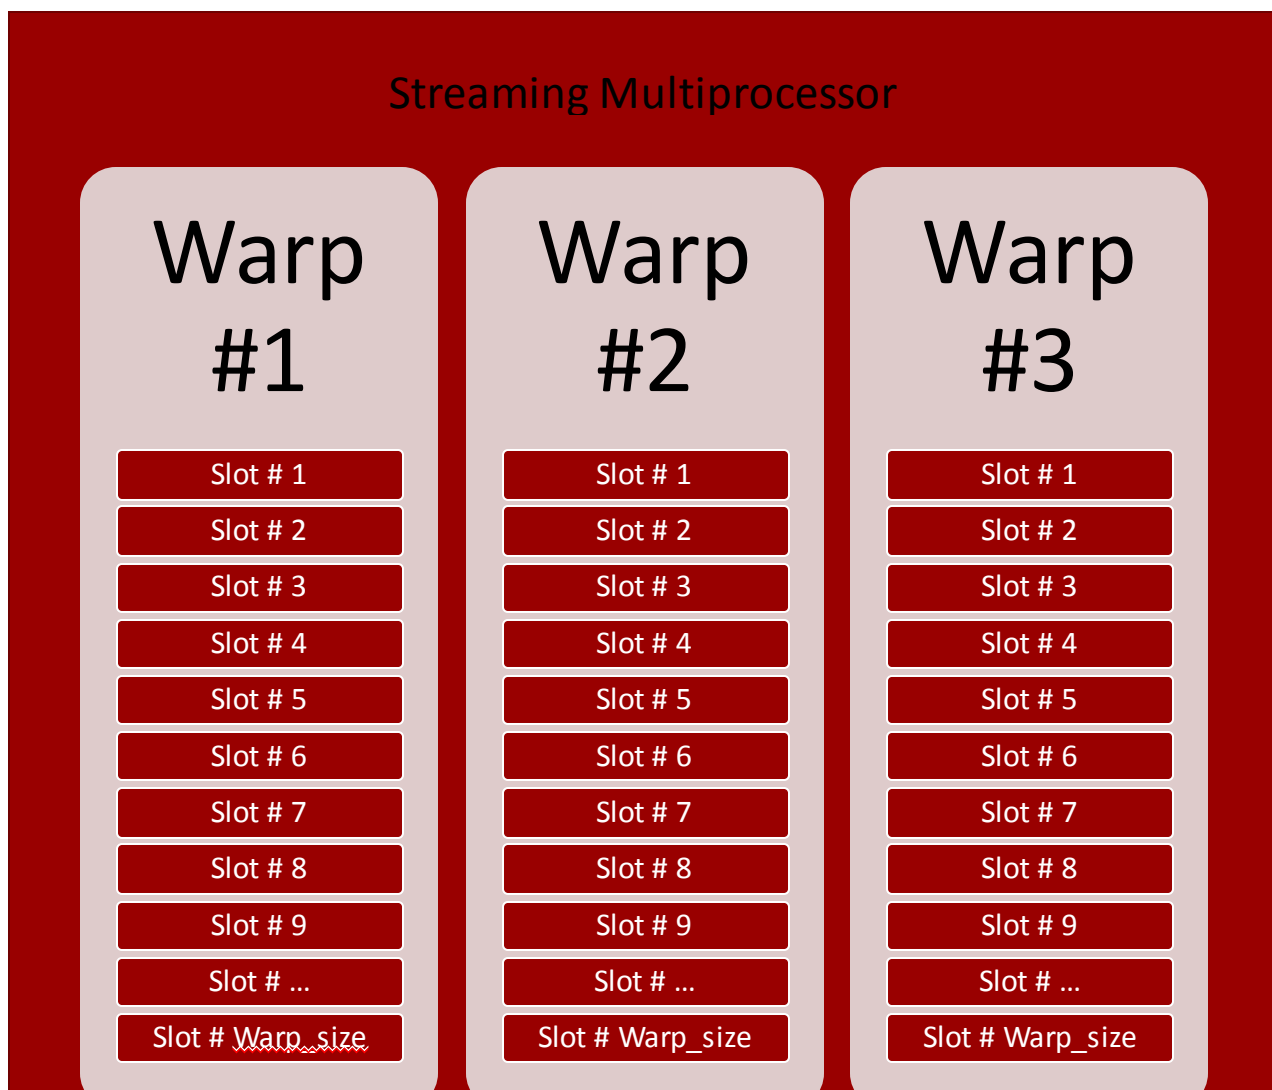 Streaming Multiprocessor
Warp
#1
Slot # 1
Slot # 2
Slot # 3
Slot # 4
Slot # 5
Slot # 6
Slot # 7
Slot # 8
Slot # 9
Slot # ...
Slot # Warp_size
Warp
#2
Slot # 1
Slot # 2
Slot # 3
Slot # 4
Slot # 5
Slot # 6
Slot # 7
Slot # 8
Slot # 9
Slot # ...
Slot # Warp_size
Warp
#3
Slot # 1
Slot # 2
Slot # 3
Slot # 4
Slot # 5
Slot # 6
Slot # 7
Slot # 8
Slot # 9
Slot # ...
Slot # Warp_size